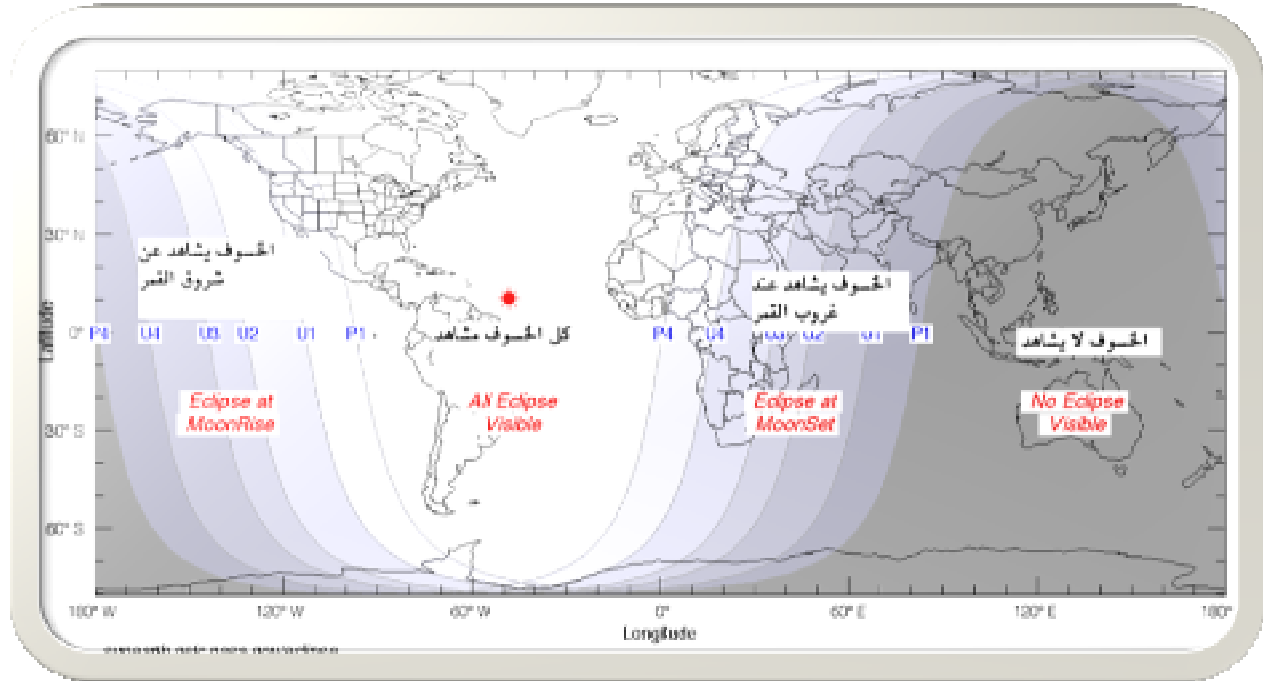 60° N
30° N
الخسوف يشاهد عن
شروق القمر
الخسوف يشاهد عند
غروب القمر
Latitude
0°
P4 U4 U3 U2 U1 P1
كل الخسوف مشاهد
P4 U4 U3 U2 U1 P1
الخسوف لا يشاهد
Eclipse at
MoonRise
All Eclipse
Visible
Eclipse at
MoonSet
No Eclipse
Visible
30° S
60° S
180° W 120° W 60° W 0° 60° E 120° E 180°
Longitude